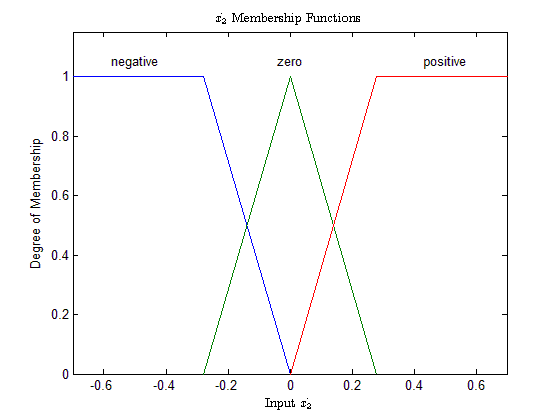 ẋ₂ Membership Functions
negative zero positive
1
0.8
0.6
0.4
0.2
0
Degree of Membership
-0.6 -0.4 -0.2 0 0.2 0.4 0.6
Input ẋ₂